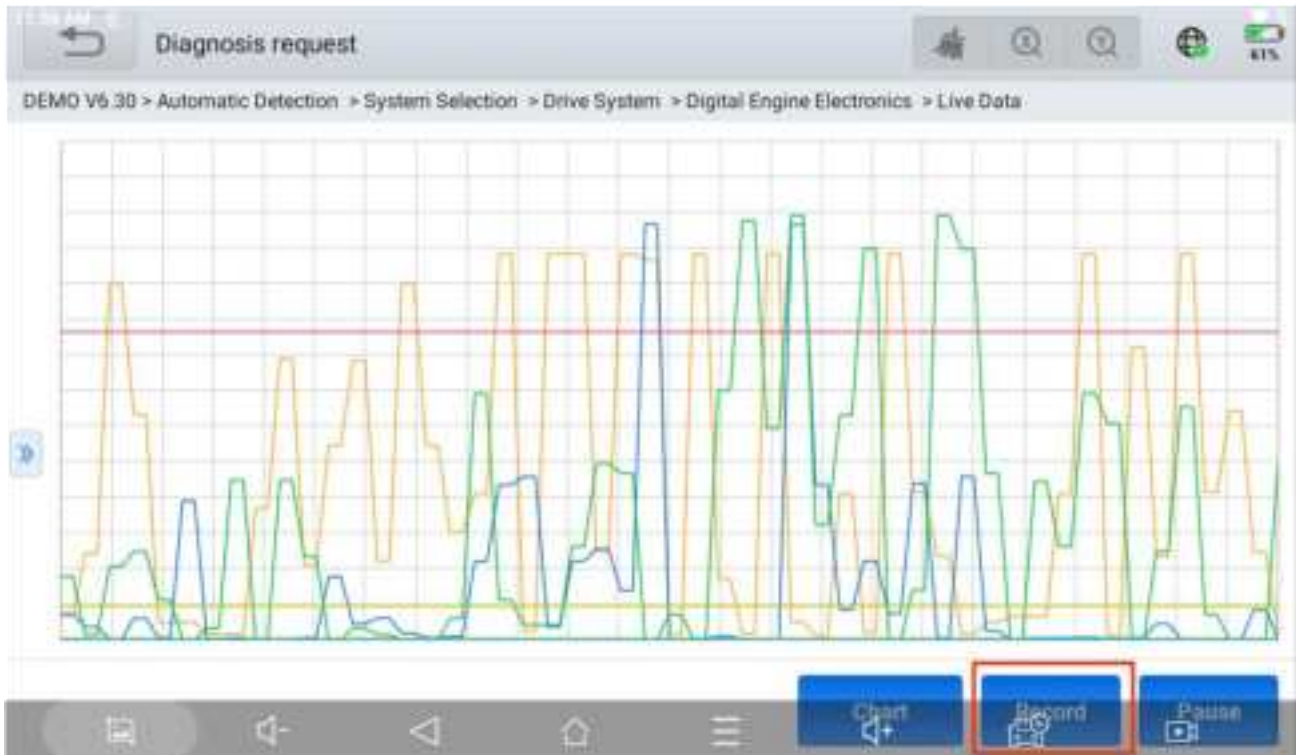 Diagnosis request
61%
DEMO V6.30 > Automatic Detection > System Selection > Drive System > Digital Engine Electronics > Live Data
Chart
Record
Pause